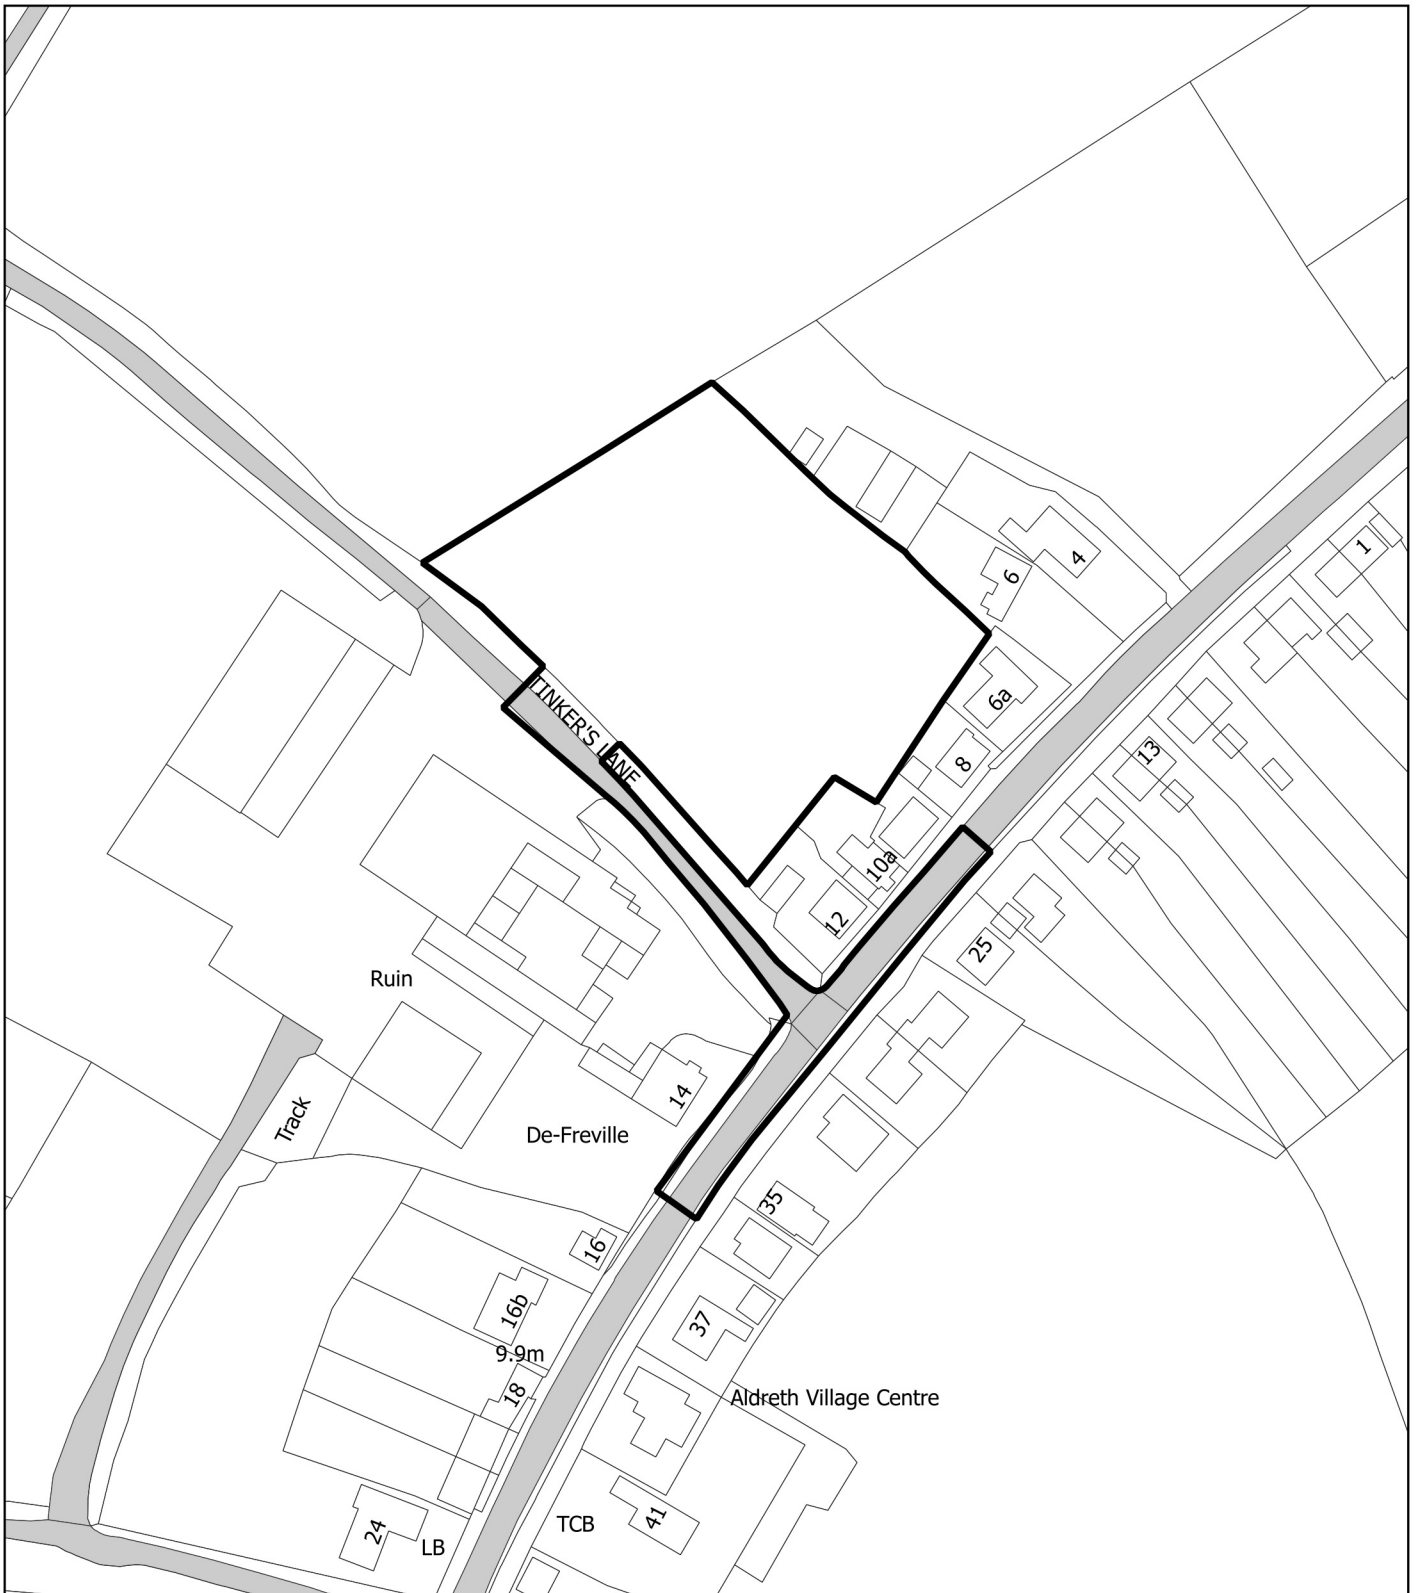 1
4
6
6a
TINKER'S LANE
8
13
10a
12
25
Ruin
14
Track
De-Freville
35
16
16b
37
9.9m
18
Aldreth Village Centre
41
TCB
24
LB